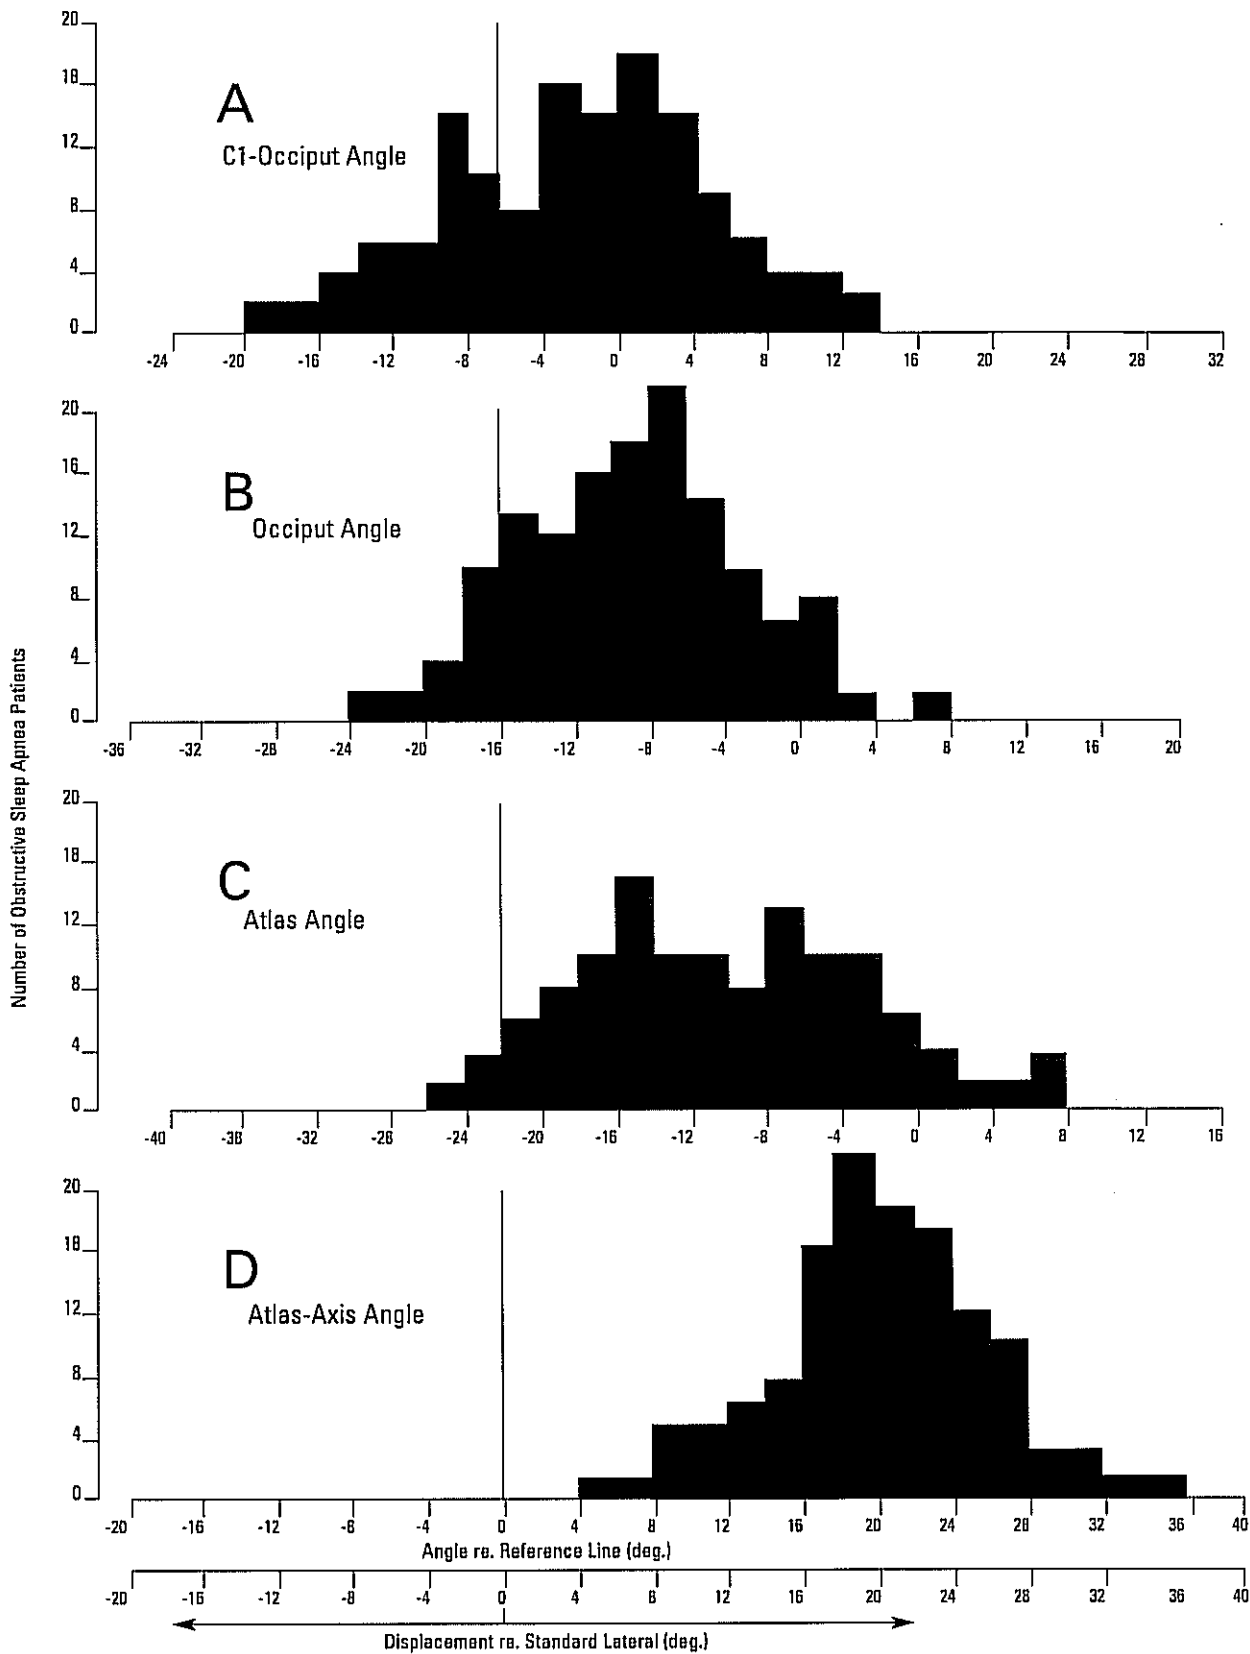 20
18
A
12
C1-Occiput Angle
8
4
0
-24 -20 -16 -12 -8 -4 0 4 8 12 16 20 24 28 32
20
16
B
12
Occiput Angle
8
4
0
-36 -32 -28 -24 -20 -16 -12 -8 -4 0 4 8 12 16 20
Number of Obstructive Sleep Apnea Patients
20
18
C
12
Atlas Angle
8
4
0
-40 -38 -32 -28 -24 -20 -16 -12 -8 -4 0 4 8 12 16
20
18
D
12
Atlas-Axis Angle
8
4
0
-20 -16 -12 -8 -4 0 4 8 12 16 20 24 28 32 36 40
Angle re. Reference Line (deg.)
-20 -16 -12 -8 -4 0 4 8 12 16 20 24 28 32 36 40
Displacement re. Standard Lateral (deg.)